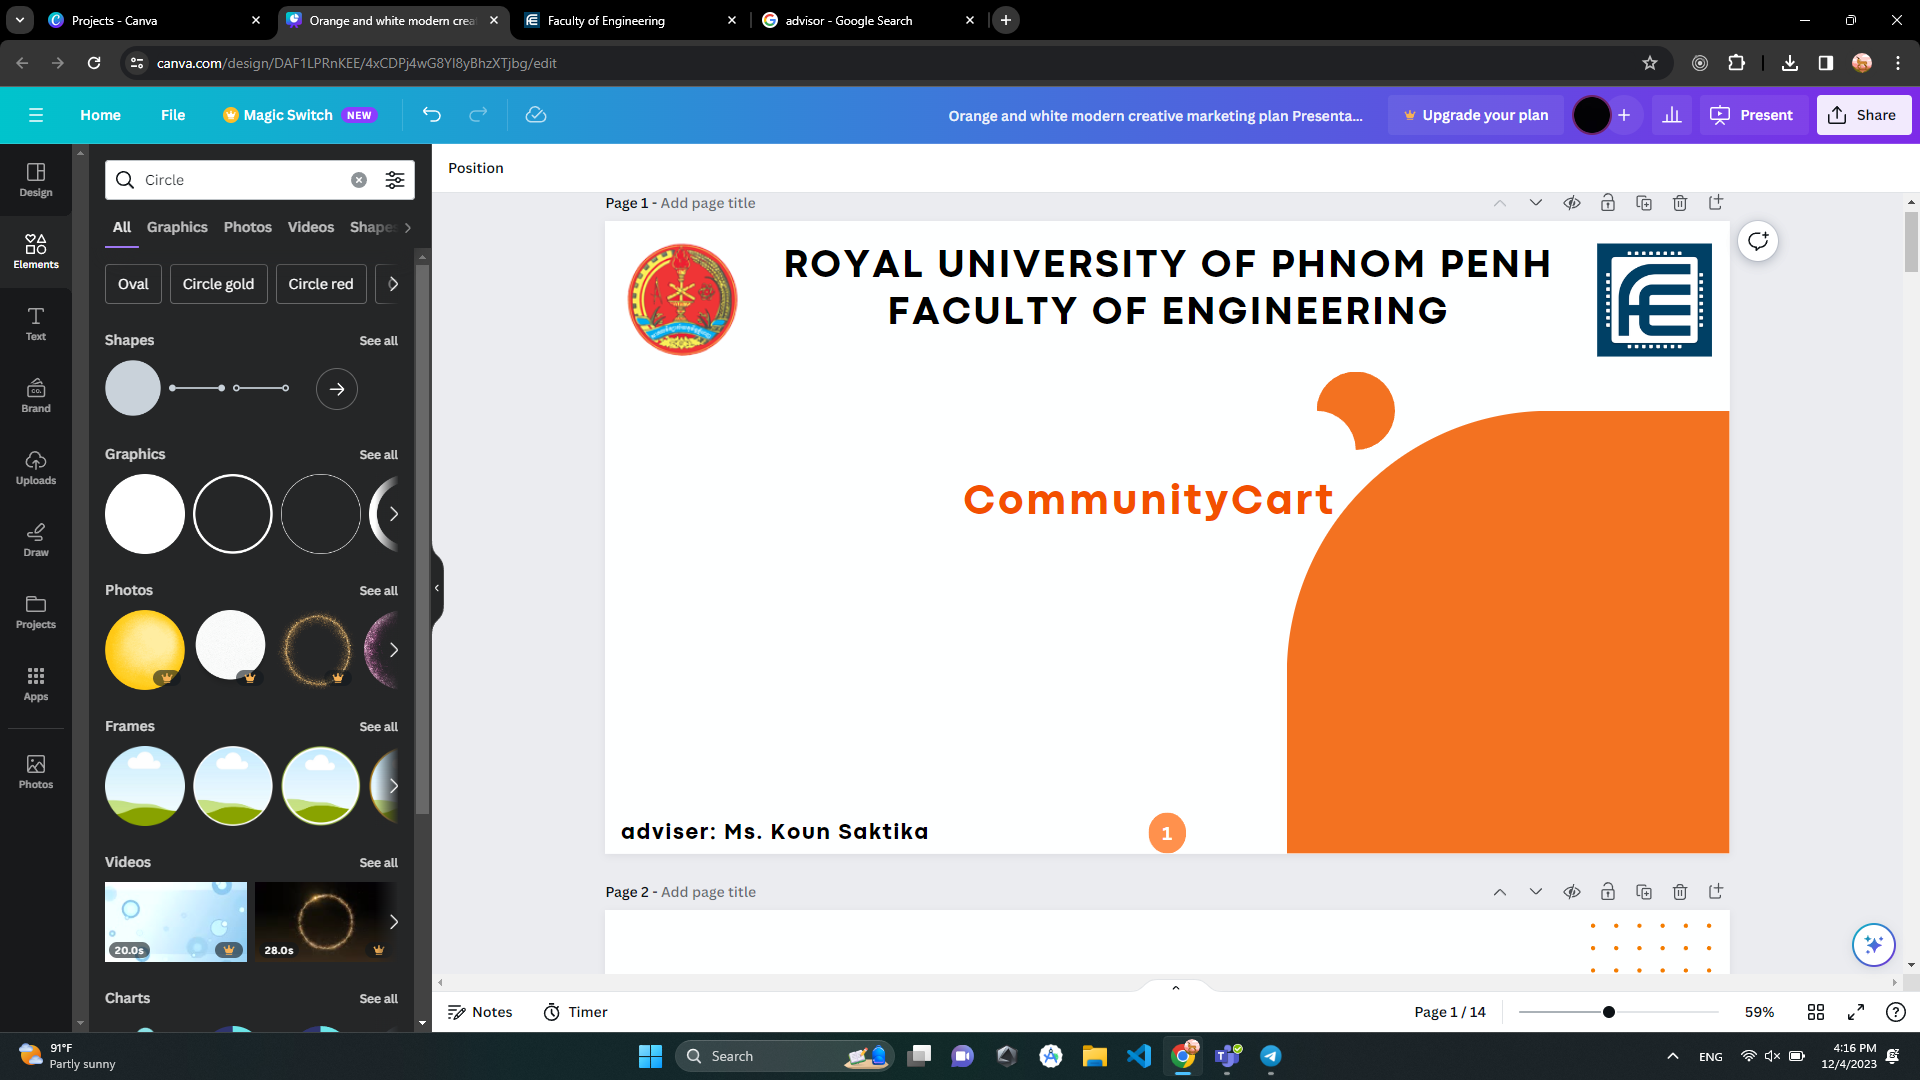 Projects - Canva
Orange and white modern crea
Faculty of Engineering
advisor - Google Search
canva.com/design/DAF1LPRnKEE/4xCDPj4wG8YI8yBhzXTjbg/edit
Home
File
Magic Switch
NEW
Orange and white modern creative marketing plan Presenta...
Upgrade your plan
Present
Share
Design
Elements
Text
Brand
Uploads
Draw
Projects
Apps
Photos
Circle
All
Graphics
Photos
Videos
Shapes
Oval
Circle gold
Circle red
Shapes
See all
Graphics
See all
Photos
See all
Frames
See all
Videos
See all
20.0s
28.0s
Charts
See all
Position
Page 1 - Add page title
ROYAL UNIVERSITY OF PHNOM PENH
FACULTY OF ENGINEERING
CommunityCart
adviser: Ms. Koun Saktika
1
Page 2 - Add page title
Notes
Timer
Page 1 / 14
59%
91°F
Partly sunny
Search
ENG
4:16 PM
12/4/2023